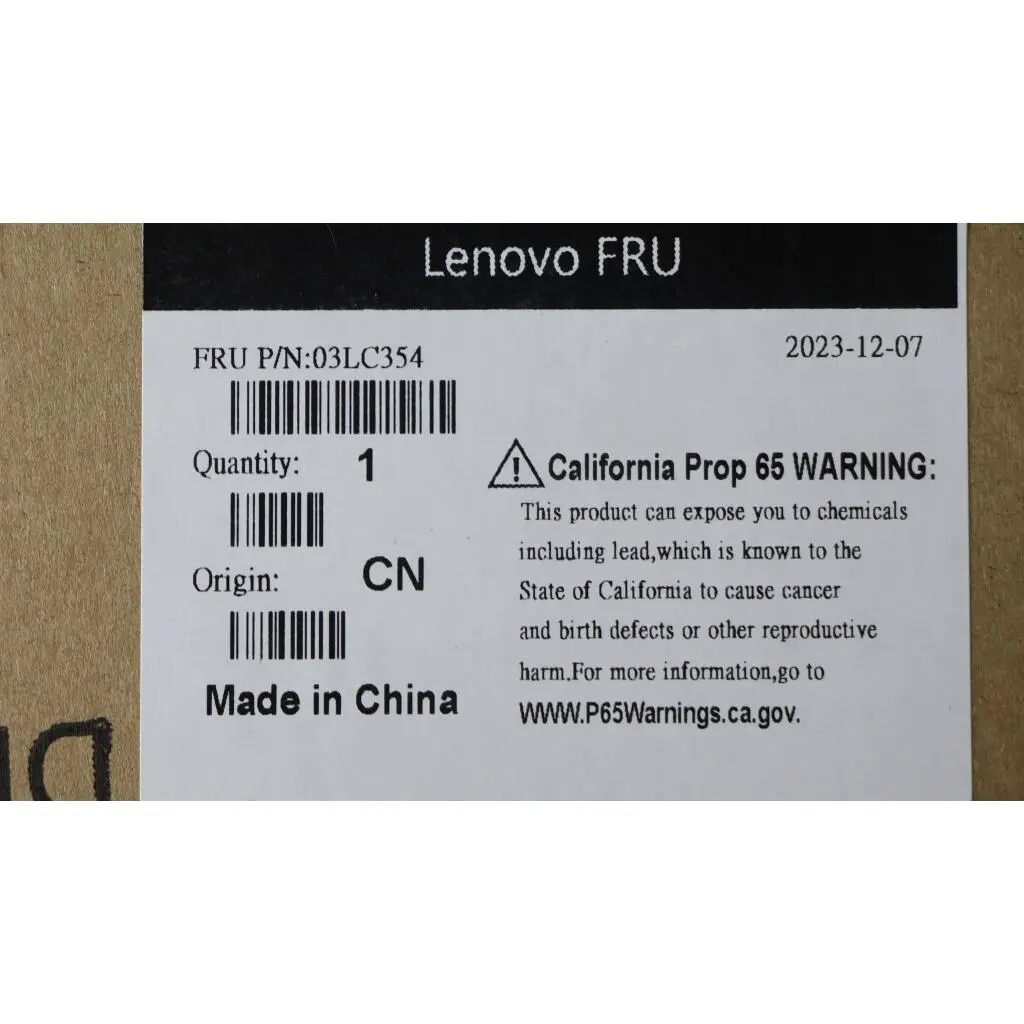 Lenovo FRU
FRU P/N:03LC354
2023-12-07
Quantity: 1
Origin: CN
Made in China
California Prop 65 WARNING:
This product can expose you to chemicals
including lead,which is known to the
State of California to cause cancer
and birth defects or other reproductive
harm.For more information,go to
WWW.P65Warnings.ca.gov.